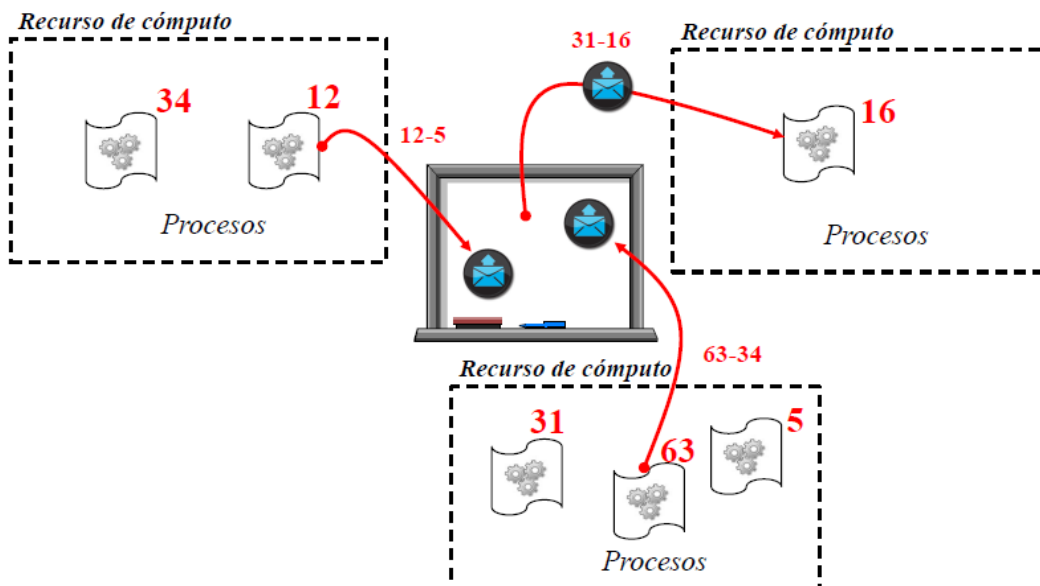 Recurso de cómputo
34
12
Procesos
12-5
31-16
Recurso de cómputo
16
Procesos
63-34
Recurso de cómputo
31
63
5
Procesos